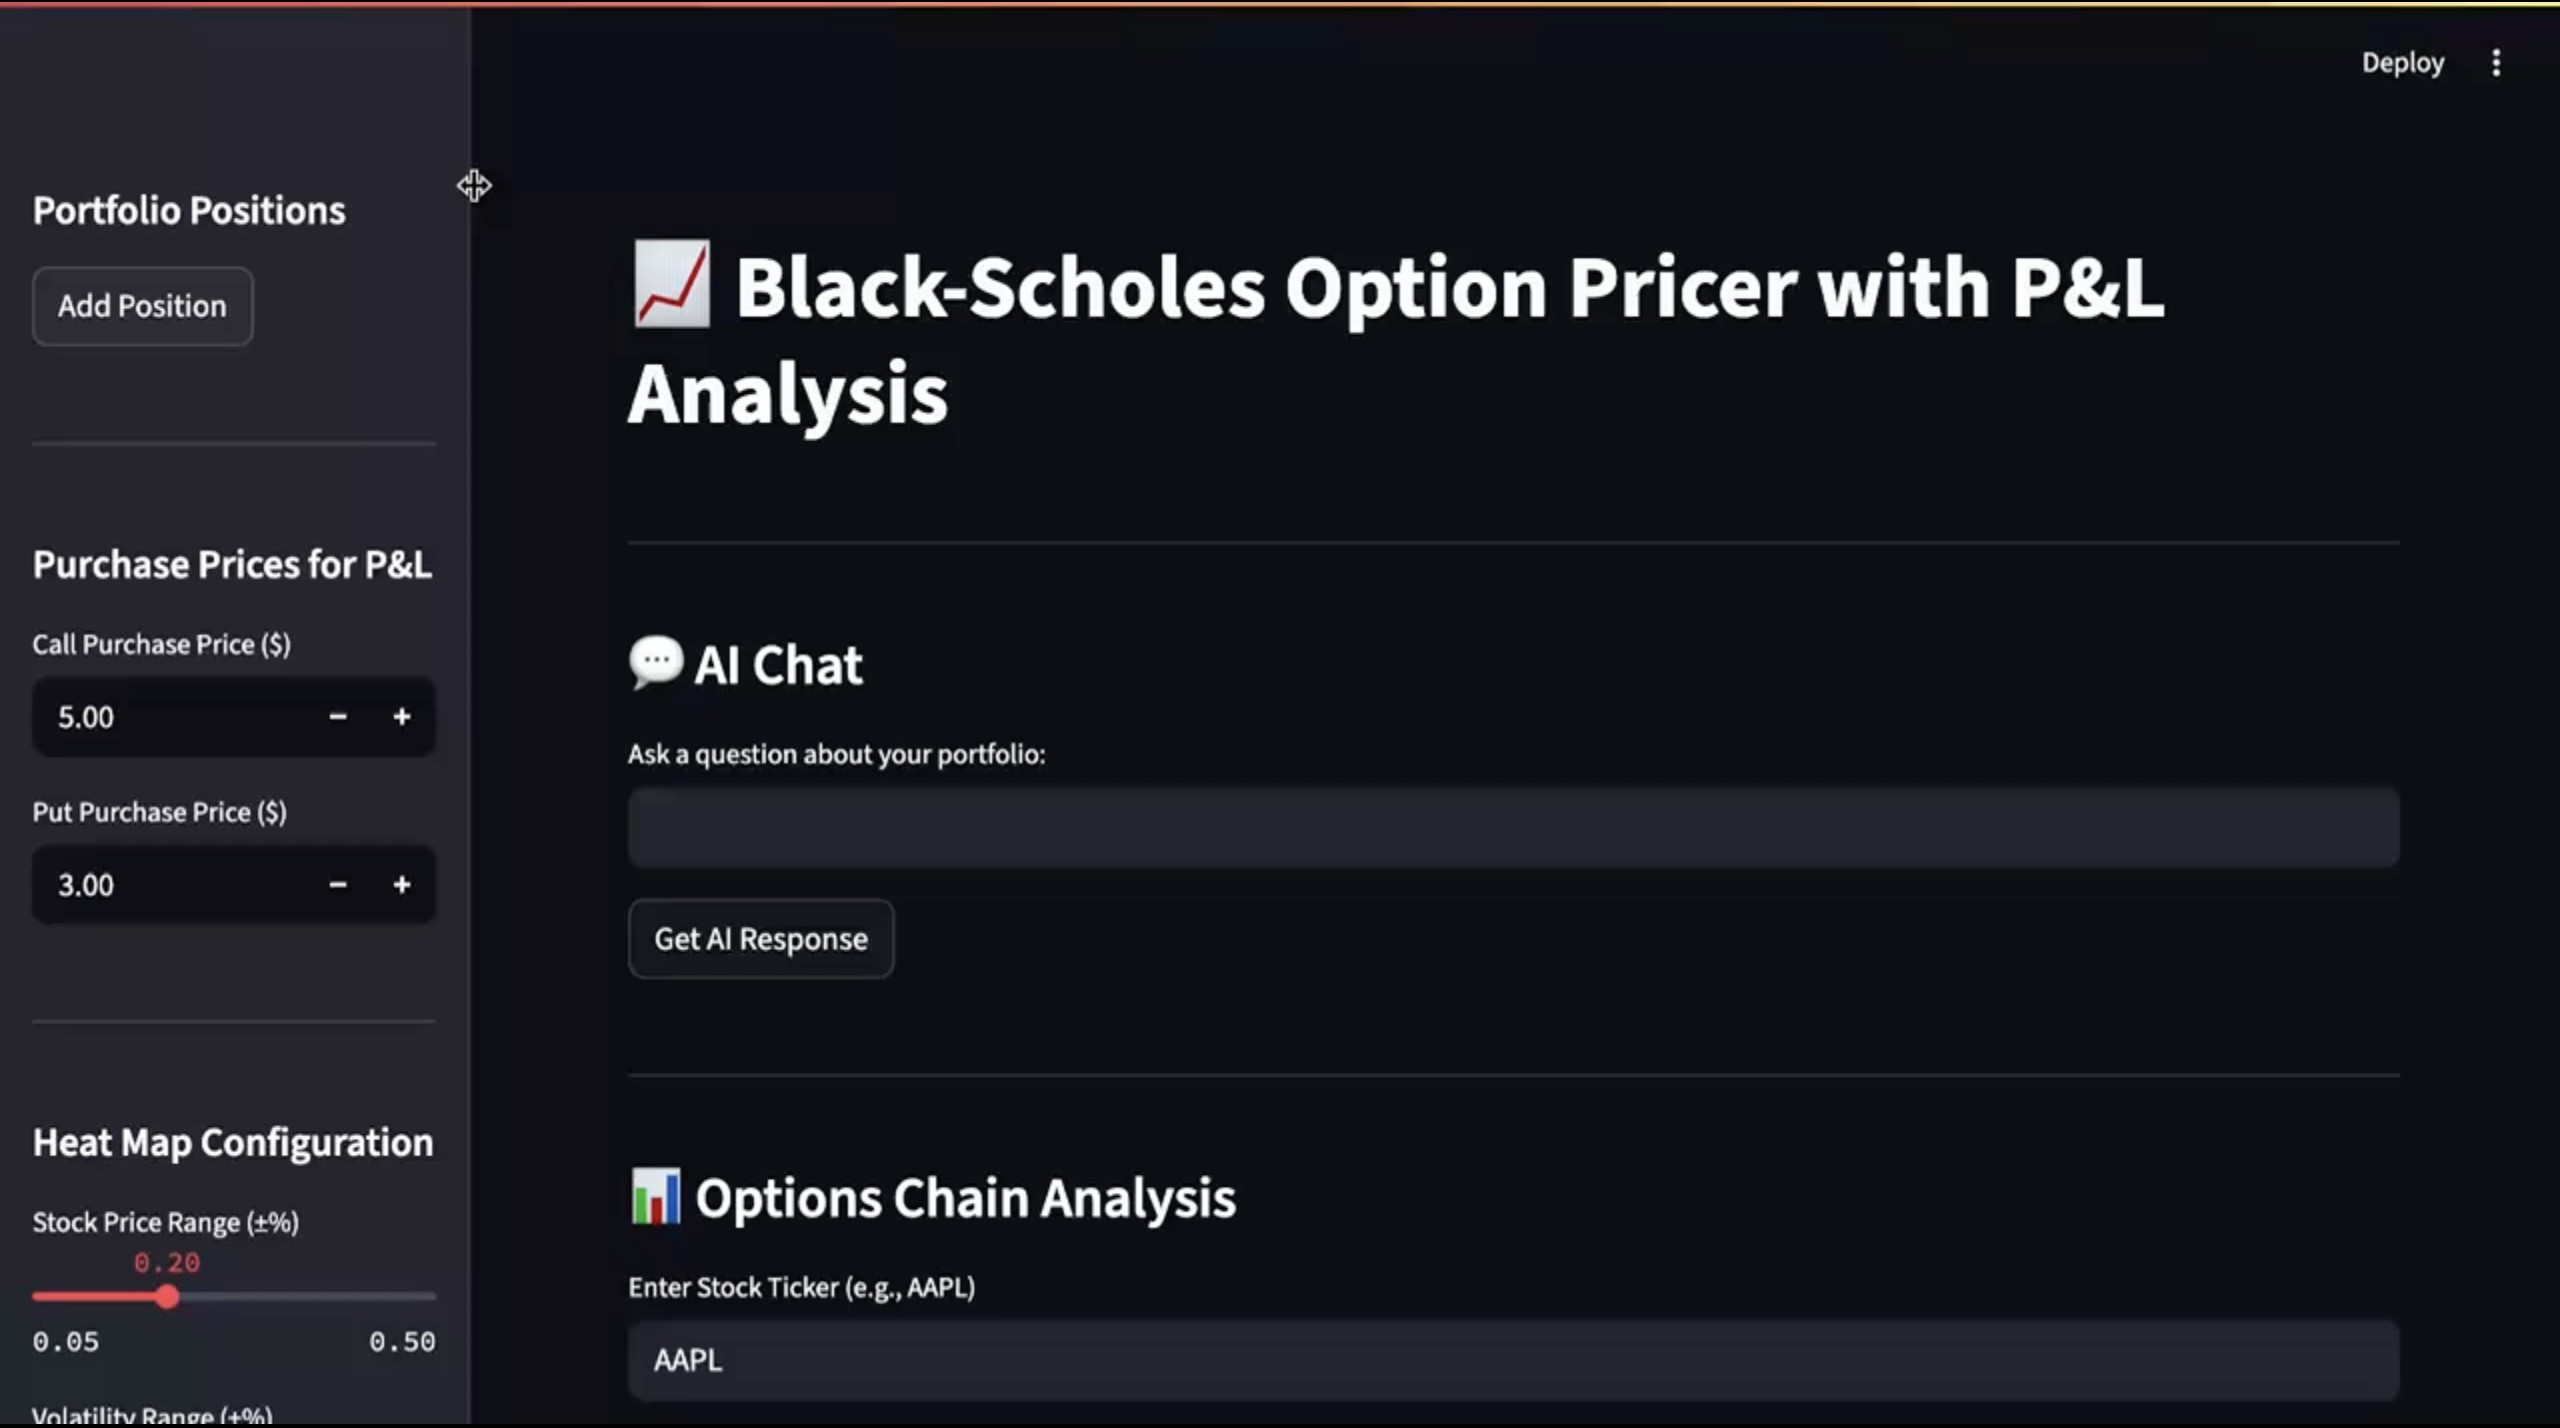 Deploy
Portfolio Positions
Add Position
Purchase Prices for P&L
Call Purchase Price ($)
5.00
Put Purchase Price ($)
3.00
Heat Map Configuration
Stock Price Range (±%)
0.20
0.05 0.50
Volatility Range (±%)
Black-Scholes Option Pricer with P&L
Analysis
AI Chat
Ask a question about your portfolio:
Get AI Response
Options Chain Analysis
Enter Stock Ticker (e.g., AAPL)
AAPL